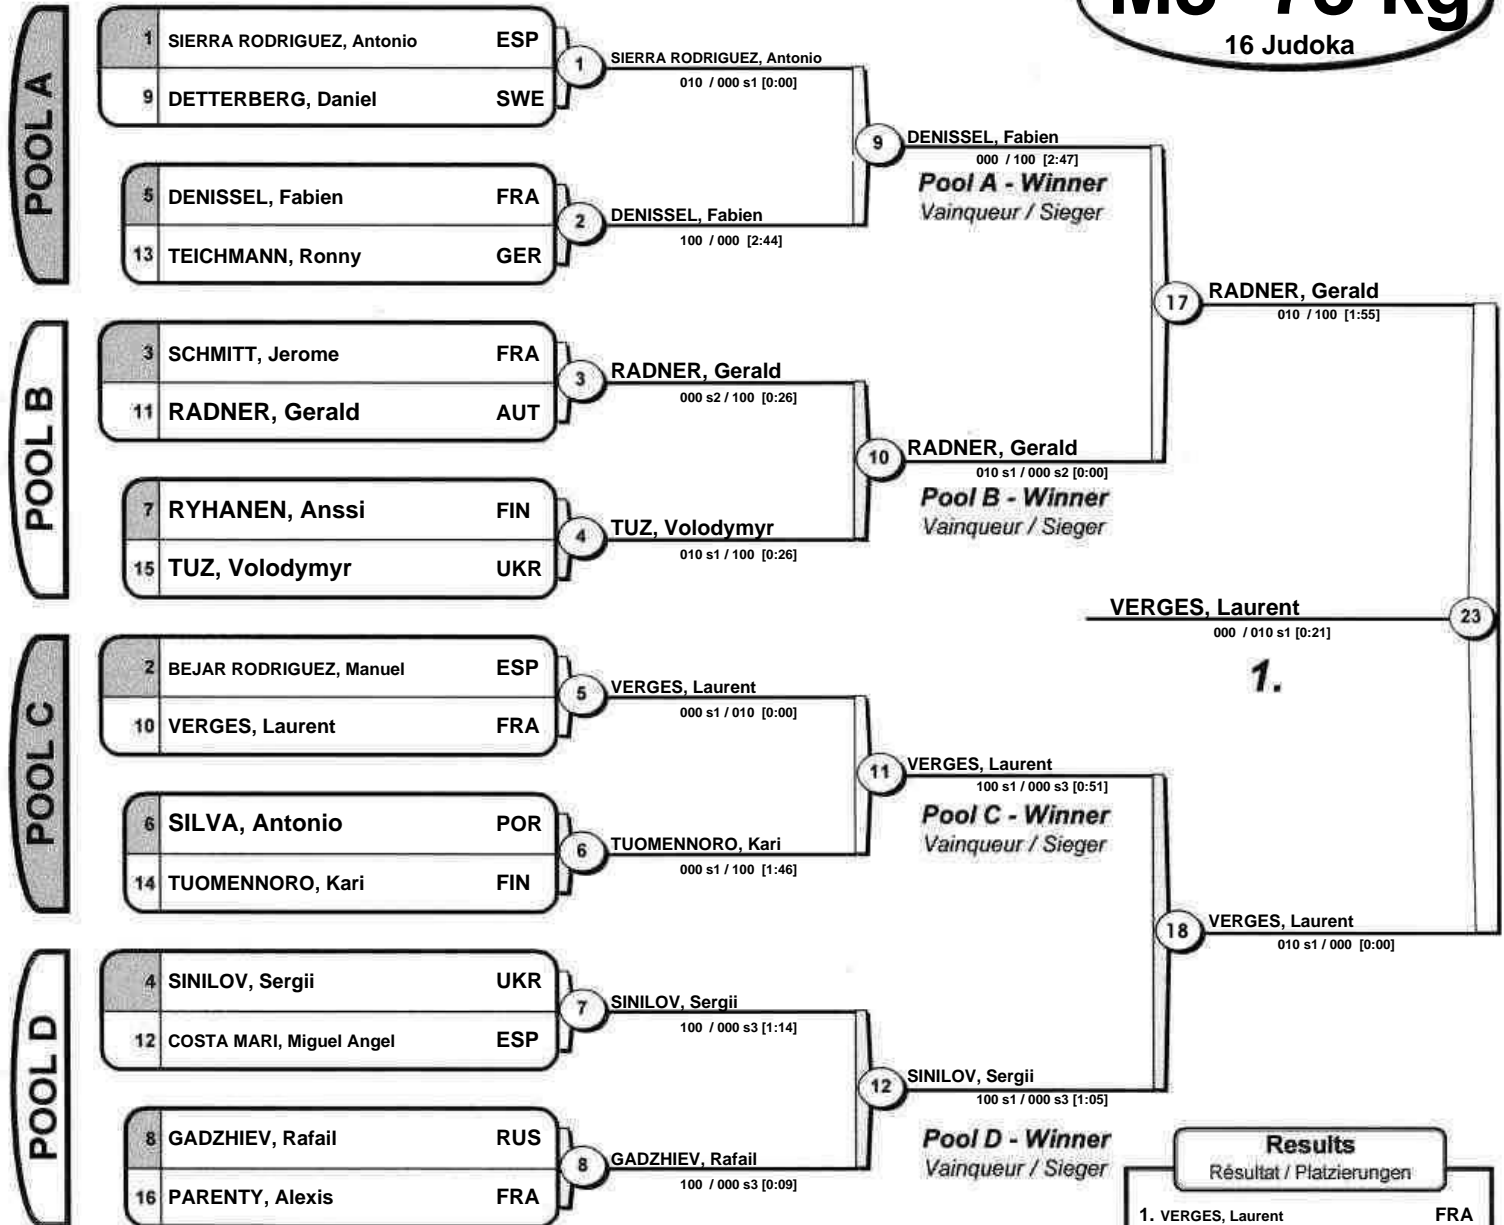 M3 -73 kg
16 Judoka
POOL A
1 SIERRA RODRIGUEZ, Antonio ESP
9 DETTERBERG, Daniel SWE
1
SIERRA RODRIGUEZ, Antonio
010 / 000 s1 [0:00]
5 DENISSEL, Fabien FRA
13 TEICHMANN, Ronny GER
2
DENISSEL, Fabien
100 / 000 [2:44]
9
DENISSEL, Fabien
000 / 100 [2:47]
Pool A - Winner
Vainqueur / Sieger
POOL B
3 SCHMITT, Jerome FRA
11 RADNER, Gerald AUT
3
RADNER, Gerald
000 s2 / 100 [0:26]
7 RYHANEN, Anssi FIN
15 TUZ, Volodymyr UKR
4
TUZ, Volodymyr
010 s1 / 100 [0:26]
10
RADNER, Gerald
010 s1 / 000 s2 [0:00]
Pool B - Winner
Vainqueur / Sieger
17
RADNER, Gerald
010 / 100 [1:55]
POOL C
2 BEJAR RODRIGUEZ, Manuel ESP
10 VERGES, Laurent FRA
5
VERGES, Laurent
000 s1 / 010 [0:00]
6 SILVA, Antonio POR
14 TUOMENNORO, Kari FIN
6
TUOMENNORO, Kari
000 s1 / 100 [1:46]
11
VERGES, Laurent
100 s1 / 000 s3 [0:51]
Pool C - Winner
Vainqueur / Sieger
POOL D
4 SINILOV, Sergii UKR
12 COSTA MARI, Miguel Angel ESP
7
SINILOV, Sergii
100 / 000 s3 [1:14]
8 GADZHIEV, Rafail RUS
16 PARENTY, Alexis FRA
8
GADZHIEV, Rafail
100 / 000 s3 [0:09]
12
SINILOV, Sergii
100 s1 / 000 s3 [1:05]
Pool D - Winner
Vainqueur / Sieger
18
VERGES, Laurent
010 s1 / 000 [0:00]
23
VERGES, Laurent
000 / 010 s1 [0:21]
1.
Results
Résultat / Platzierungen
1. VERGES, Laurent FRA